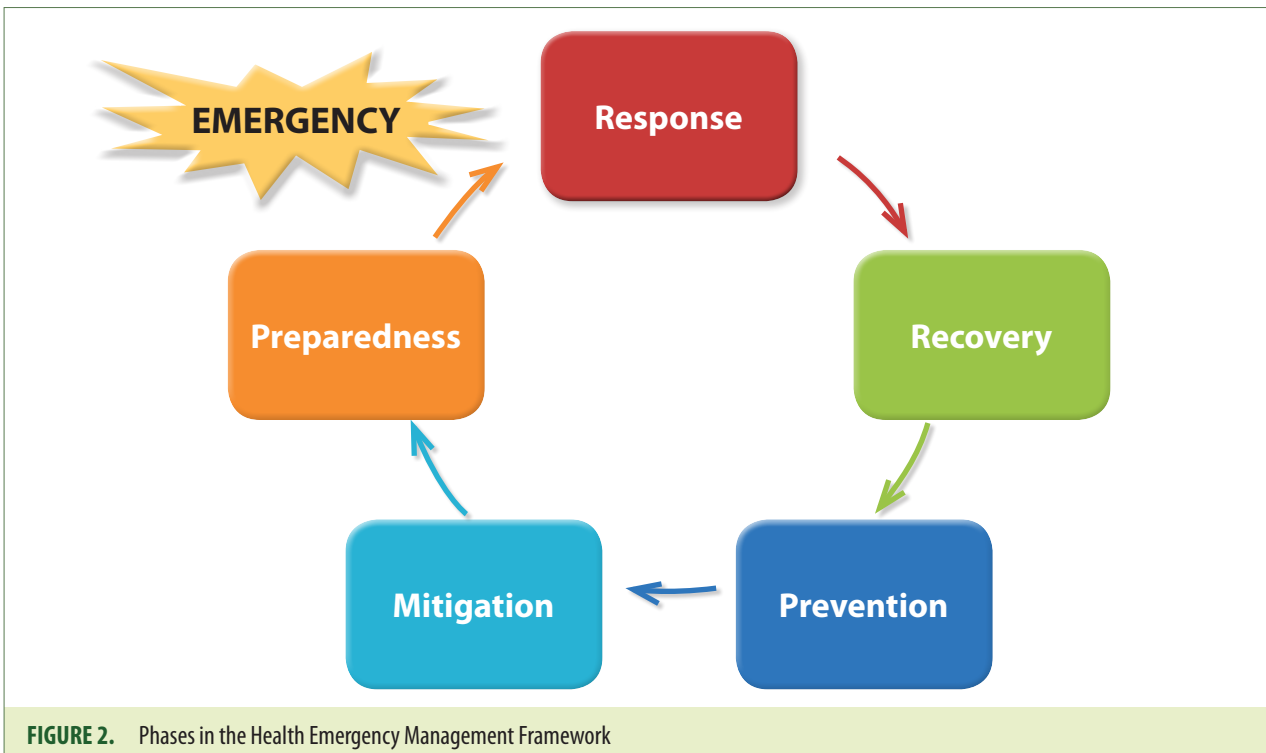 EMERGENCY
Response
Preparedness
Recovery
Mitigation
Prevention
FIGURE 2. Phases in the Health Emergency Management Framework